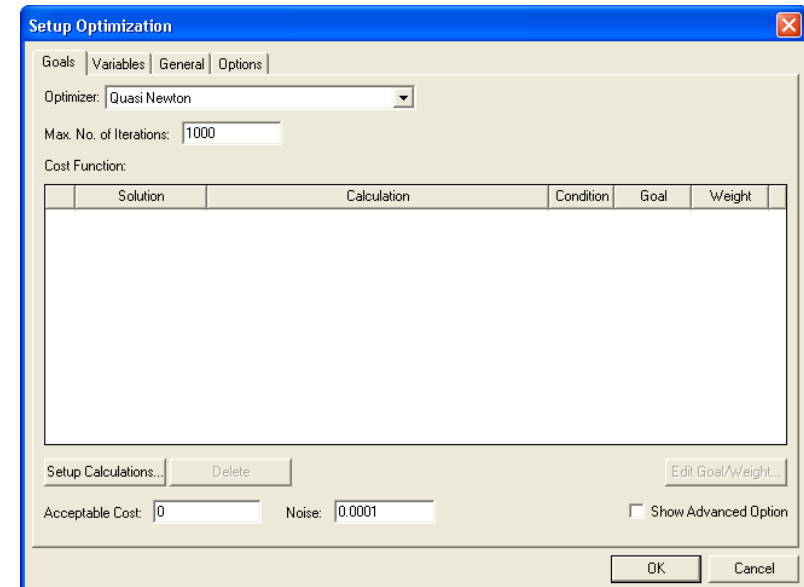 Setup Optimization
Goals Variables General Options
Optimizer: Quasi Newton
Max. No. of Iterations: 1000
Cost Function:
Solution Calculation Condition Goal Weight
Setup Calculations... Delete Edit Goal/Weight...
Acceptable Cost: 0 Noise: 0.0001 Show Advanced Option
OK Cancel